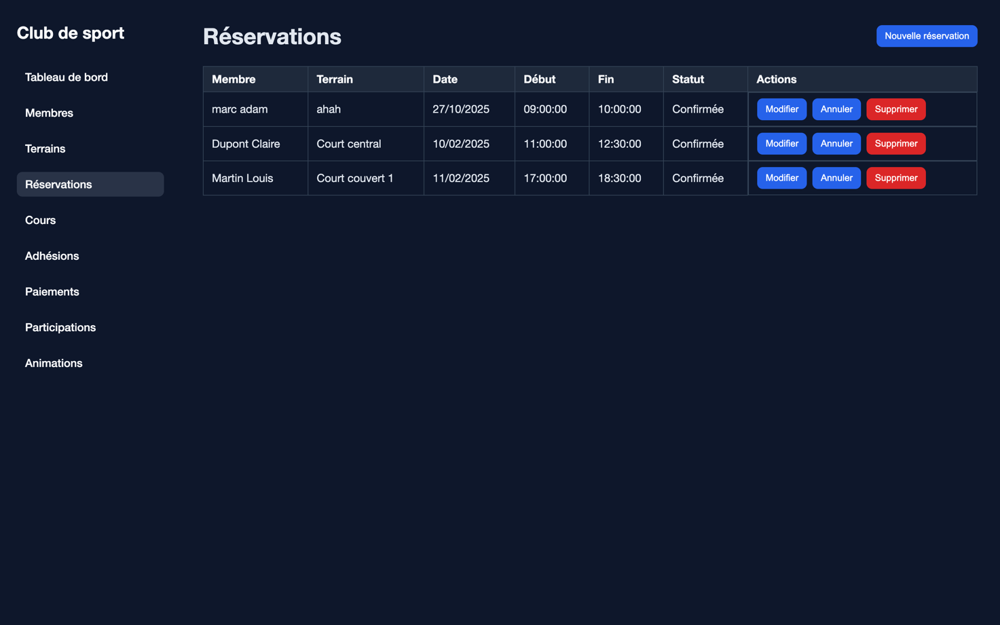 Club de sport
Tableau de bord
Membres
Terrains
Réservations
Cours
Adhésions
Paiements
Participations
Animations
Réservations
Nouvelle réservation
Membre Terrain Date Début Fin Statut Actions
marc adam ahah 27/10/2025 09:00:00 10:00:00 Confirmée Modifier Annuler Supprimer
Dupont Claire Court central 10/02/2025 11:00:00 12:30:00 Confirmée Modifier Annuler Supprimer
Martin Louis Court couvert 1 11/02/2025 17:00:00 18:30:00 Confirmée Modifier Annuler Supprimer